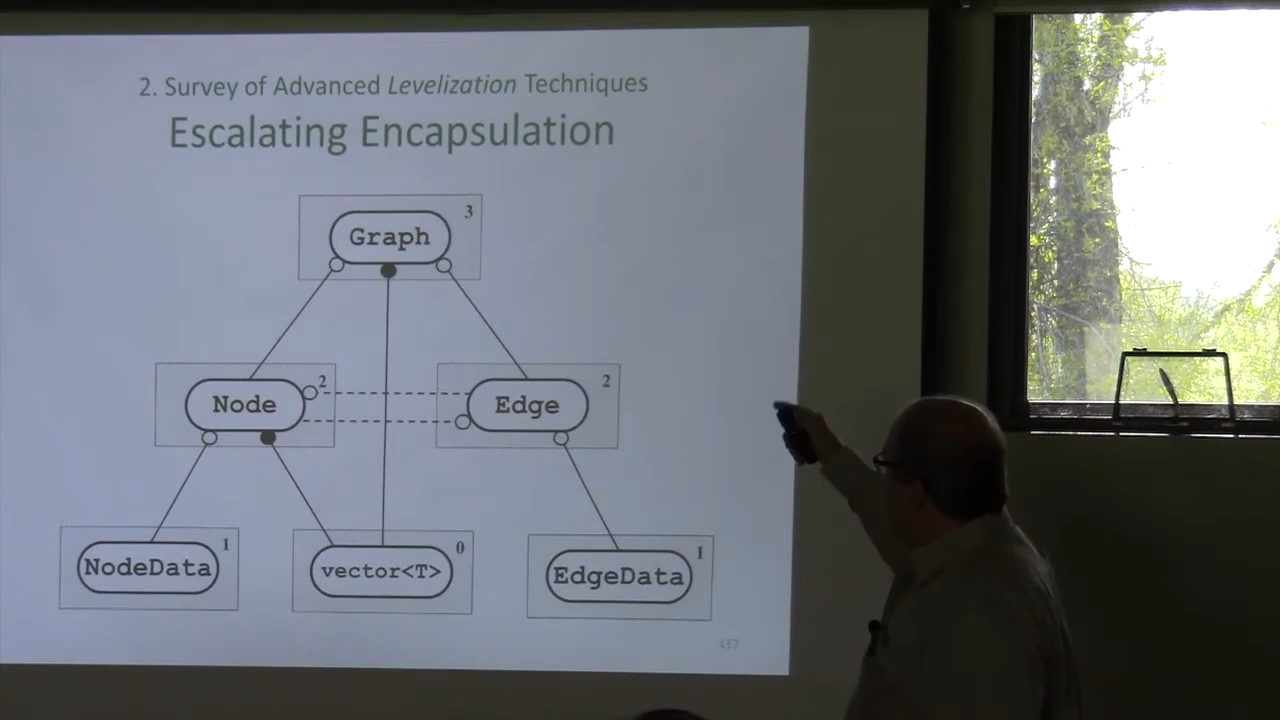 2. Survey of Advanced Levelization Techniques
Escalating Encapsulation
3
Graph
2
Node
2
Edge
1
NodeData
0
vector<T>
1
EdgeData
437